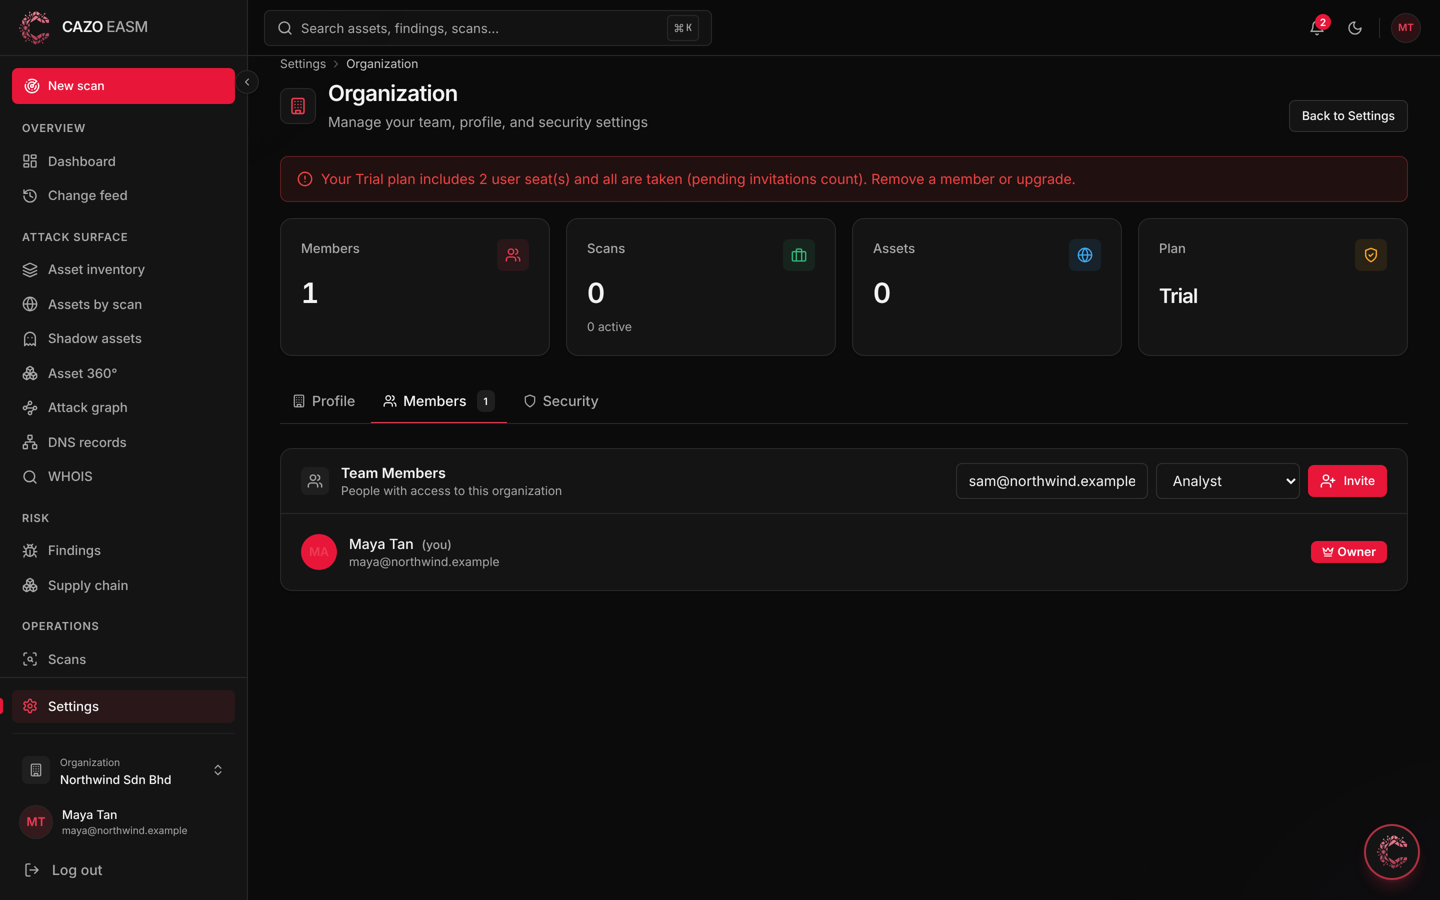 CAZO EASM
Search assets, findings, scans...
⌘K
2
MT
New scan
OVERVIEW
Dashboard
Change feed
ATTACK SURFACE
Asset inventory
Assets by scan
Shadow assets
Asset 360°
Attack graph
DNS records
WHOIS
RISK
Findings
Supply chain
OPERATIONS
Scans
Settings
Organization
Northwind Sdn Bhd
MT
Maya Tan
maya@northwind.example
Log out
Settings > Organization
Organization
Manage your team, profile, and security settings
Back to Settings
Your Trial plan includes 2 user seat(s) and all are taken (pending invitations count). Remove a member or upgrade.
Members
1
Scans
0
0 active
Assets
0
Plan
Trial
Profile
Members 1
Security
Team Members
People with access to this organization
sam@northwind.example
Analyst
Invite
MA
Maya Tan (you)
maya@northwind.example
Owner